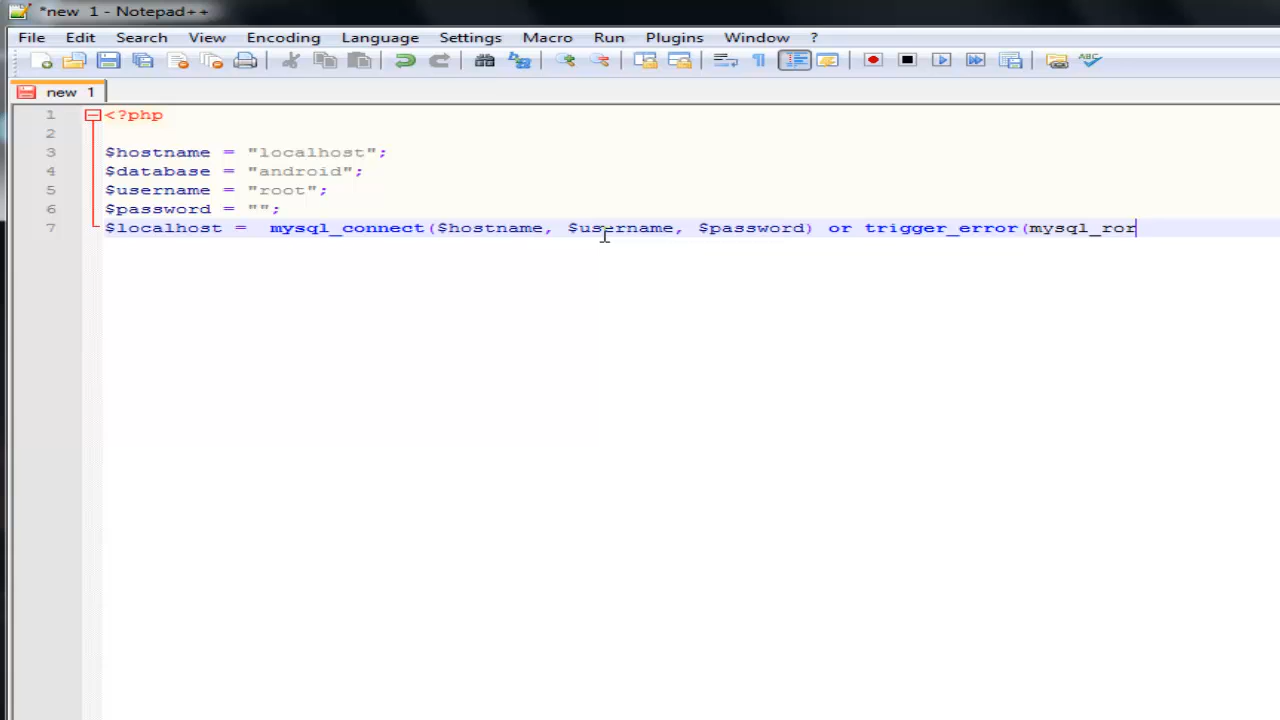 *new 1 - Notepad++
File Edit Search View Encoding Language Settings Macro Run Plugins Window ?
ABC
new 1
1 <?php
2
3 $hostname = "localhost";
4 $database = "android";
5 $username = "root";
6 $password = "";
7 $localhost =  mysql_connect($hostname, $username, $password) or trigger_error(mysql_ror